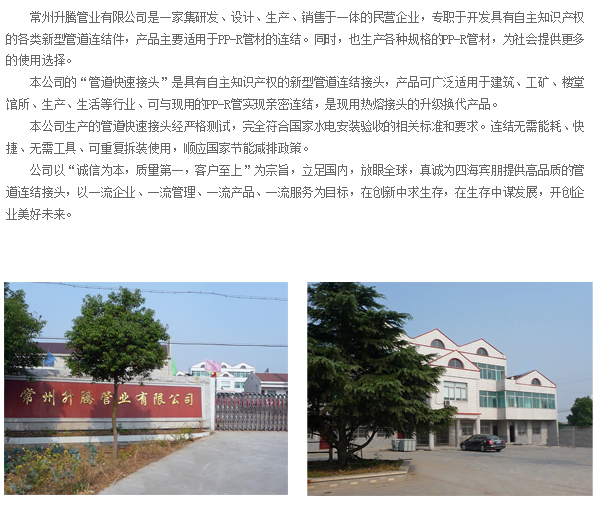 常州升腾管业有限公司是一家集研发、设计、生产、销售于一体的民营企业，专职于开发具有自主知识产权
的各类新型管道连结件，产品主要适用于PP-R管材的连结。同时，也生产各种规格的PP-R管材，为社会提供更多
的使用选择。
本公司的“管道快速接头”是具有自主知识产权的新型管道连结接头，产品可广泛适用于建筑、工矿、楼堂
馆所、生产、生活等行业、可与现用的PP-R管实现亲密连结，是现用热熔接头的升级换代产品。
本公司生产的管道快速接头经严格测试，完全符合国家水电安装验收的相关标准和要求。连结无需能耗、快
捷、无需工具、可重复拆装使用，顺应国家节能减排政策。
公司以“诚信为本，质量第一，客户至上”为宗旨，立足国内，放眼全球，真诚为四海宾朋提供高品质的管
道连结接头，以一流企业、一流管理、一流产品、一流服务为目标，在创新中求生存，在生存中谋发展，开创企
业美好未来。
常州升腾管业有限公司